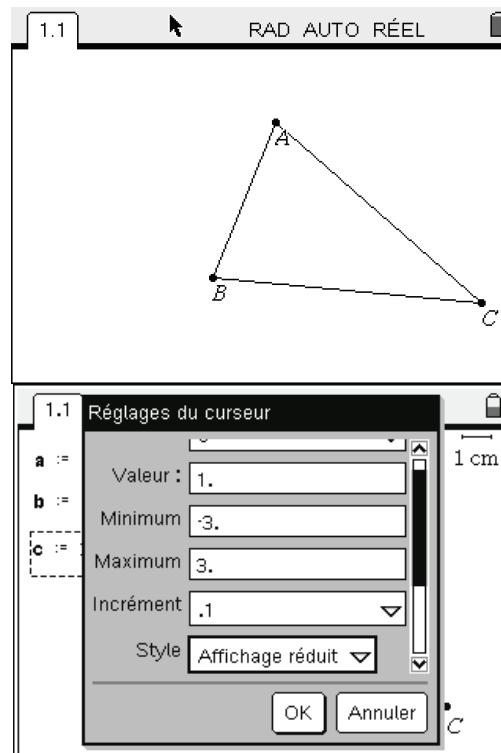 1.1 RAD AUTO RÉEL
A
B
C
1.1 Réglages du curseur
1 cm
a :=
Valeur : 1.
b :=
Minimum -3.
c :=
Maximum 3.
Incrément .1
Style Affichage réduit
OK Annuler
C